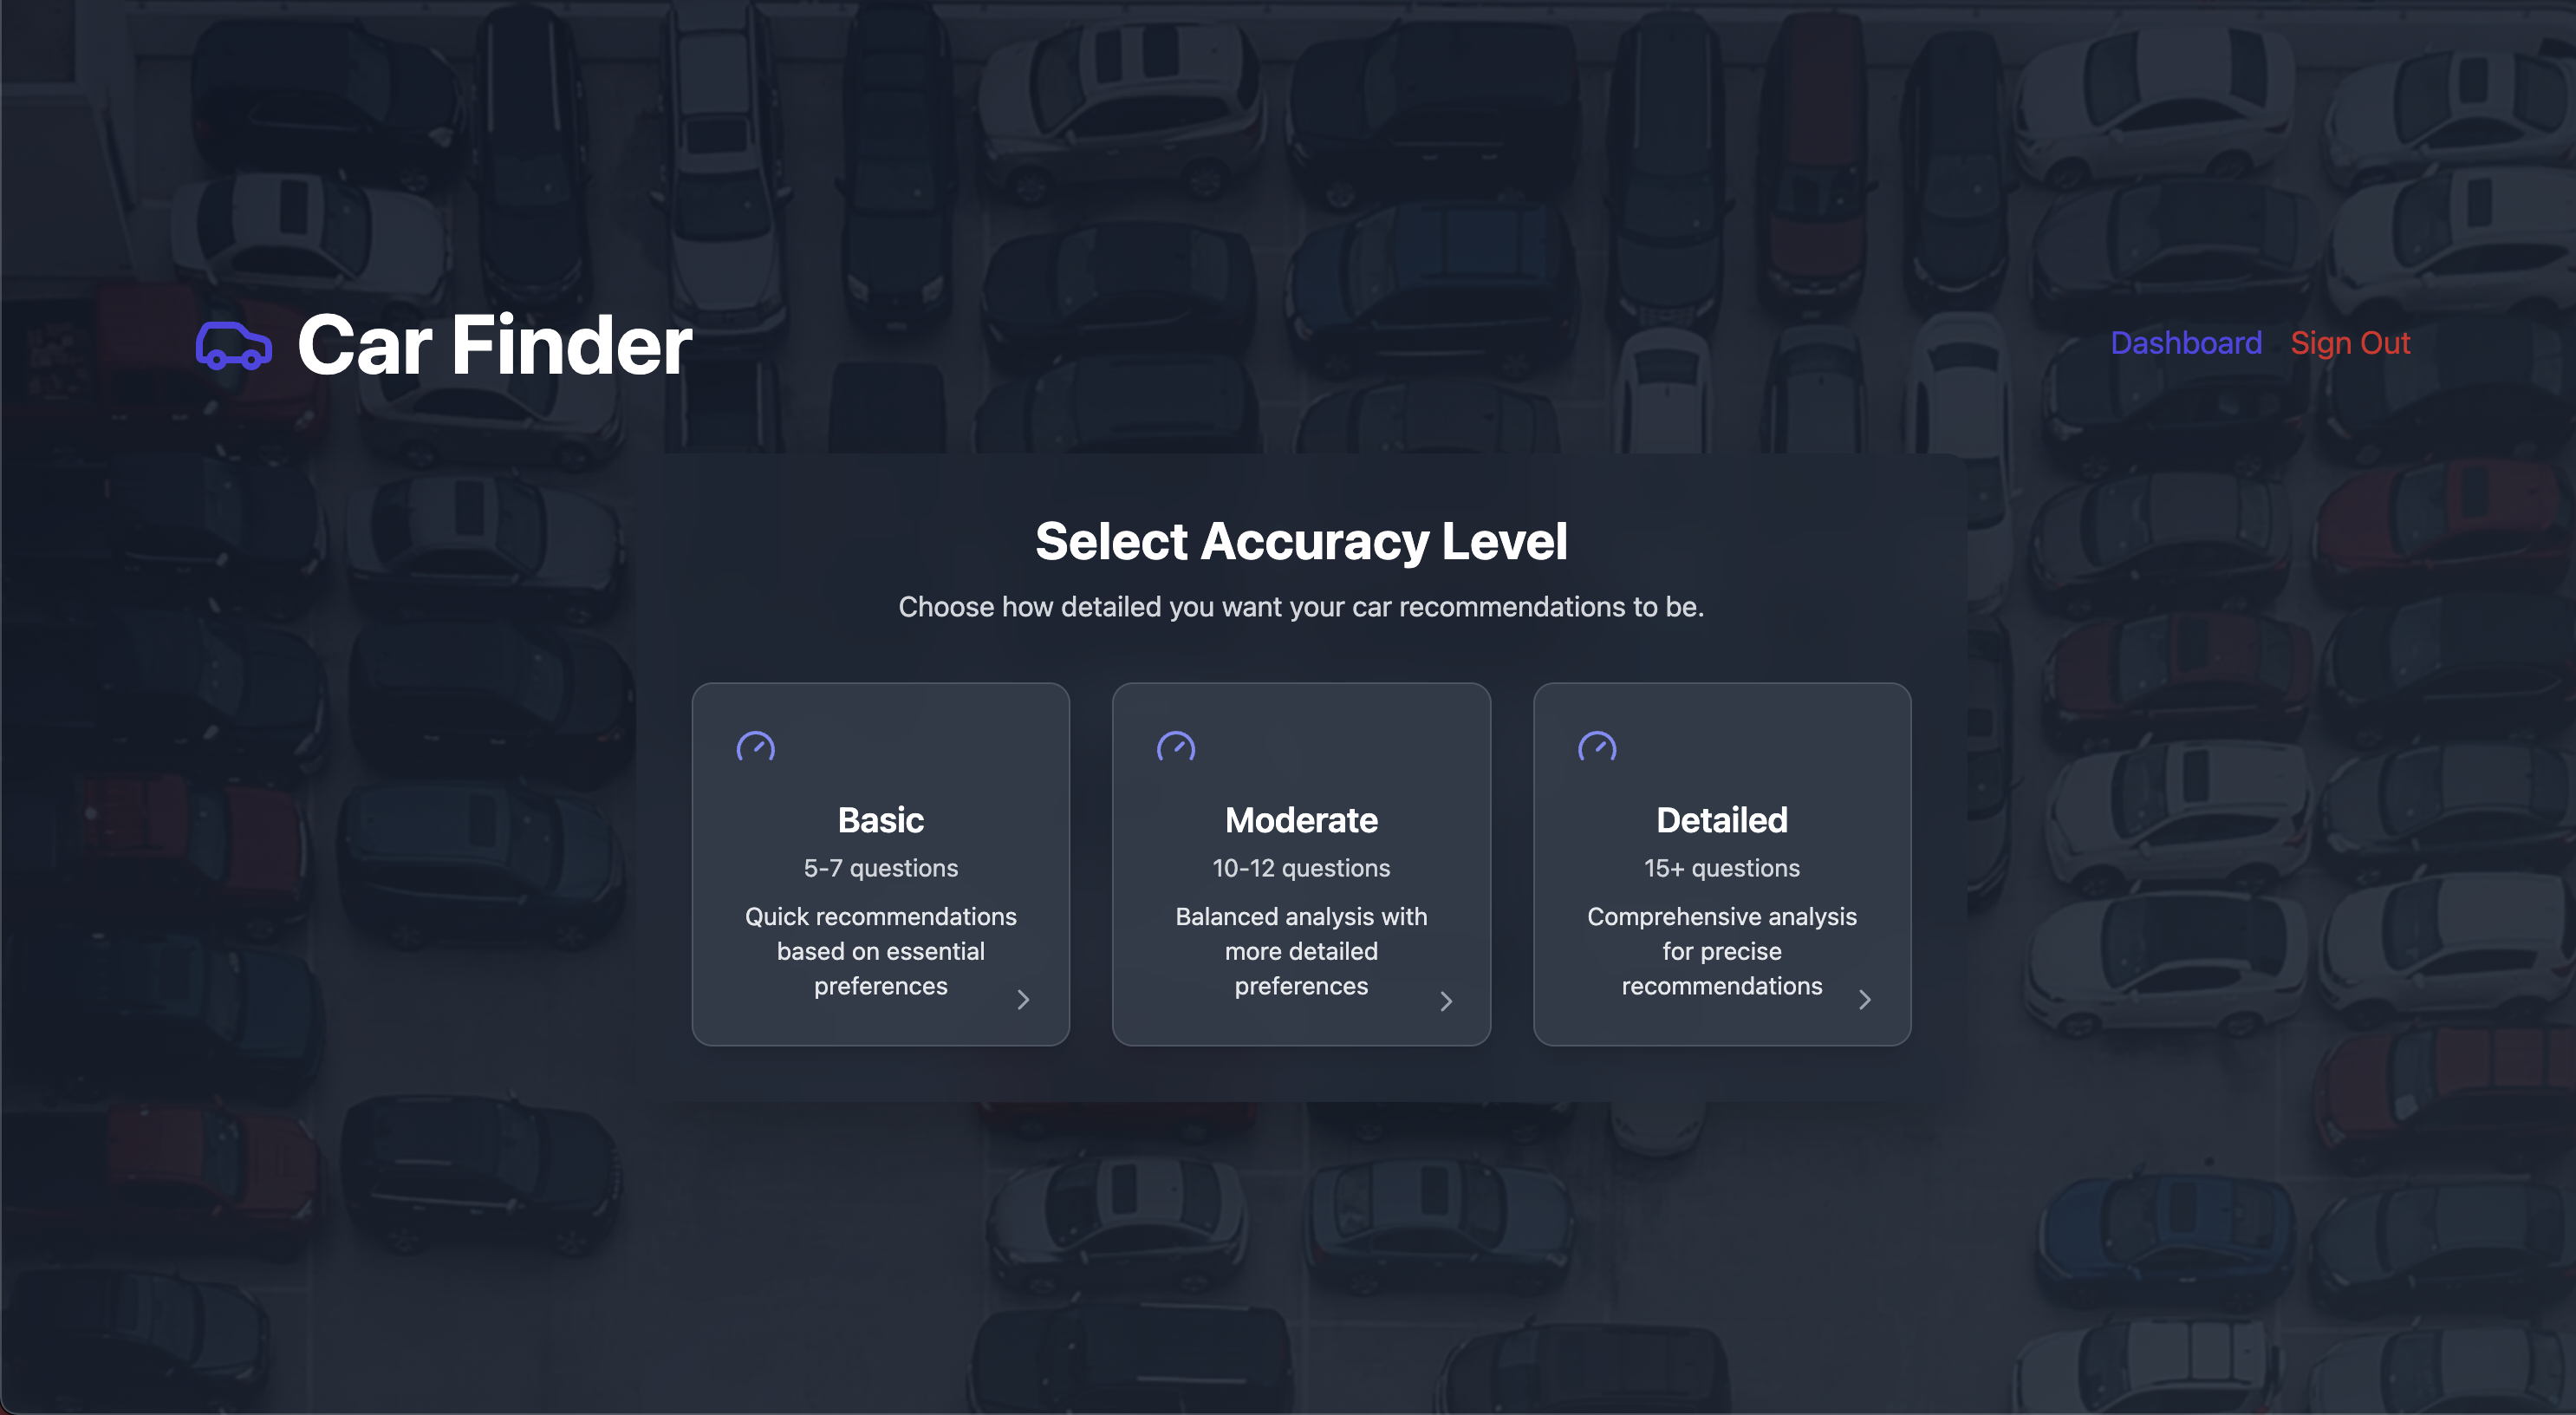 Car Finder
Dashboard Sign Out
Select Accuracy Level
Choose how detailed you want your car recommendations to be.
Basic
5-7 questions
Quick recommendations
based on essential
preferences
Moderate
10-12 questions
Balanced analysis with
more detailed
preferences
Detailed
15+ questions
Comprehensive analysis
for precise
recommendations